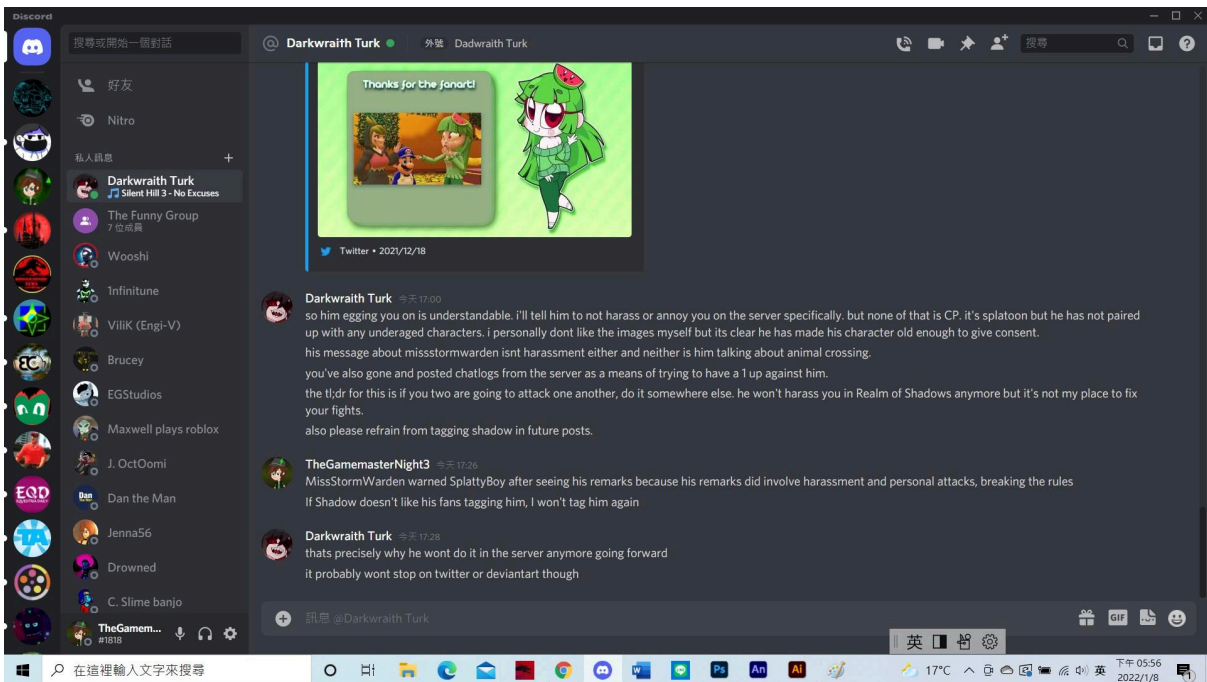 Discord
搜尋或開始一個對話
@ Darkwraith Turk
外號 Dadwraith Turk
搜尋
好友
Nitro
私人訊息 +
Darkwraith Turk
Silent Hill 3 - No Excuses
The Funny Group
7 位成員
Wooshi
1nfinitune
ViliK (Engi-V)
Brucey
EGStudios
Maxwell plays roblox
J. OctOomi
Dan the Man
Jenna56
Drowned
C. Slime banjo
TheGamem...
#1818
EQD
Dan
Thanks for the fanart!
Twitter • 2021/12/18
Darkwraith Turk 今天 17:00
so him egging you on is understandable. i'll tell him to not harass or annoy you on the server specifically. but none of that is CP. it's splatoon but he has not paired
up with any underaged characters. i personally dont like the images myself but its clear he has made his character old enough to give consent.
his message about missstormwarden isnt harassment either and neither is him talking about animal crossing.
you've also gone and posted chatlogs from the server as a means of trying to have a 1 up against him.
the tl;dr for this is if you two are going to attack one another, do it somewhere else. he won't harass you in Realm of Shadows anymore but it's not my place to fix
your fights.
also please refrain from tagging shadow in future posts.
TheGamemasterNight3 今天 17:26
MissStormWarden warned SplattyBoy after seeing his remarks because his remarks did involve harassment and personal attacks, breaking the rules
If Shadow doesn't like his fans tagging him, I won't tag him again
Darkwraith Turk 今天 17:28
thats precisely why he wont do it in the server anymore going forward
it probably wont stop on twitter or deviantart though
訊息 @Darkwraith Turk
GIF
英
在這裡輸入文字來搜尋
Ps
An
Ai
17°C
英
下午 05:56
2022/1/8